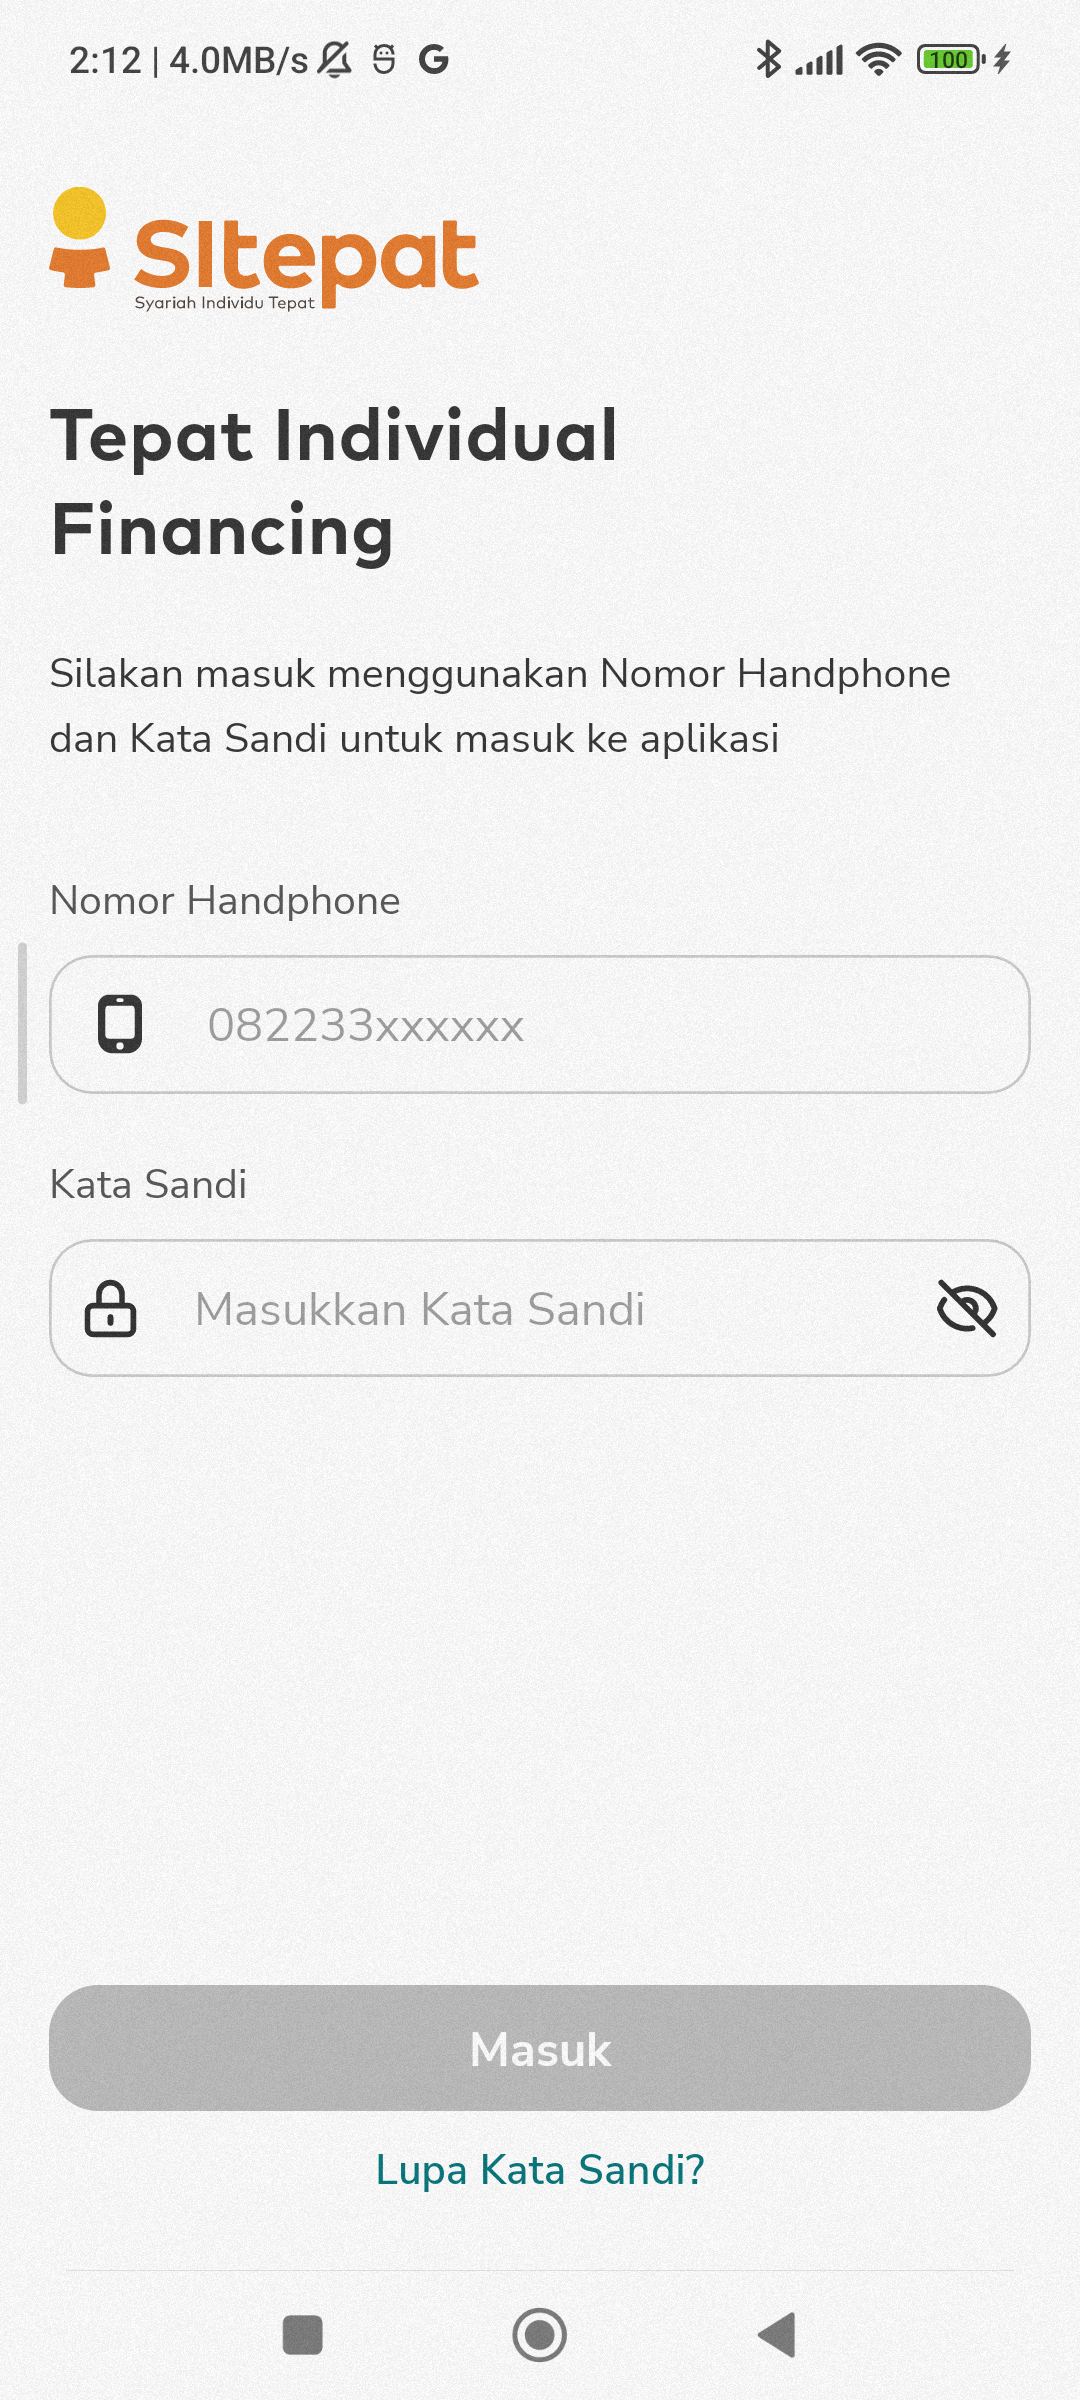 2:12 | 4.0MB/s
100
SItepat
Syariah Individu Tepat
Tepat Individual
Financing
Silakan masuk menggunakan Nomor Handphone
dan Kata Sandi untuk masuk ke aplikasi
Nomor Handphone
082233xxxxxx
Kata Sandi
Masukkan Kata Sandi
Masuk
Lupa Kata Sandi?